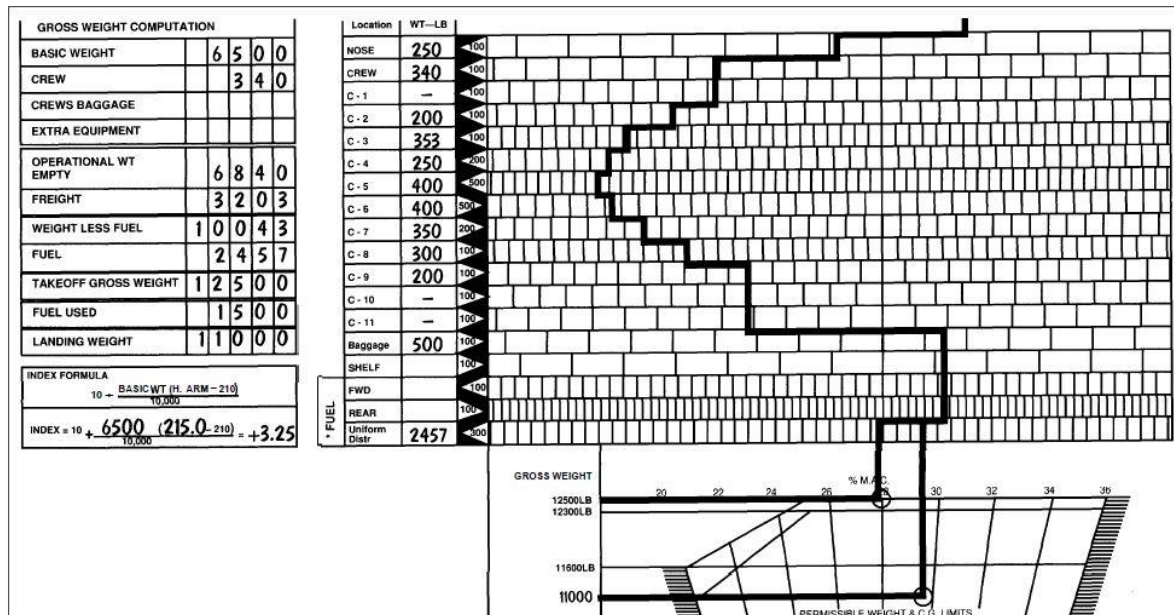 GROSS WEIGHT COMPUTATION
BASIC WEIGHT 6500
CREW 340
CREWS BAGGAGE
EXTRA EQUIPMENT
OPERATIONAL WT
EMPTY 6840
FREIGHT 3203
WEIGHT LESS FUEL 10043
FUEL 2457
TAKEOFF GROSS WEIGHT 12500
FUEL USED 1500
LANDING WEIGHT 11000
INDEX FORMULA
10 + BASIC WT (H. ARM – 210)
10,000
INDEX = 10 + 6500 (215.0 – 210) = +3.25
10,000
Location WT—LB
NOSE 250 100
CREW 340 100
C - 1 – 100
C - 2 200 100
C - 3 353 100
C - 4 250 200
C - 5 400 500
C - 6 400 500
C - 7 350 200
C - 8 300 100
C - 9 200 100
C - 10 – 100
C - 11 – 100
Baggage 500 100
SHELF 100
* FUEL
FWD 100
REAR 100
Uniform
Distr 2457 300
GROSS WEIGHT
% M.A.C.
20 22 24 26 28 30 32 34 36
12500LB
12300LB
11600LB
11000
PERMISSIBLE WEIGHT & C.G. LIMITS